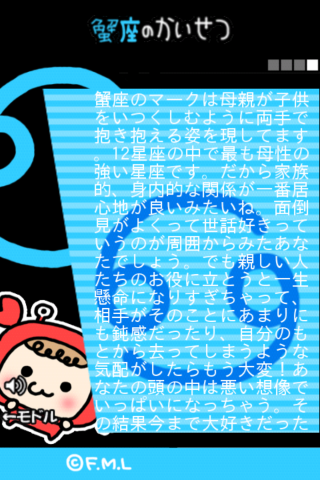 蟹座のかいせつ
蟹座のマークは母親が子供
をいつくしむように両手で
抱き抱える姿を現してます
。12星座の中で最も母性の
強い星座です。だから家族
的、身内的な関係が一番居
心地が良いみたいね。面倒
見がよくって世話好きって
いうのが周囲からみたあな
たでしょう。でも親しい人
たちのお役に立とうと一生
懸命になりすぎちゃって、
相手がそのことにあまりに
も鈍感だったり、自分のも
とから去ってしまうような
気配がしたらもう大変！あ
なたの頭の中は悪い想像で
いっぱいになっちゃう。そ
の結果今まで大好きだった
←モドル
©F.M.L